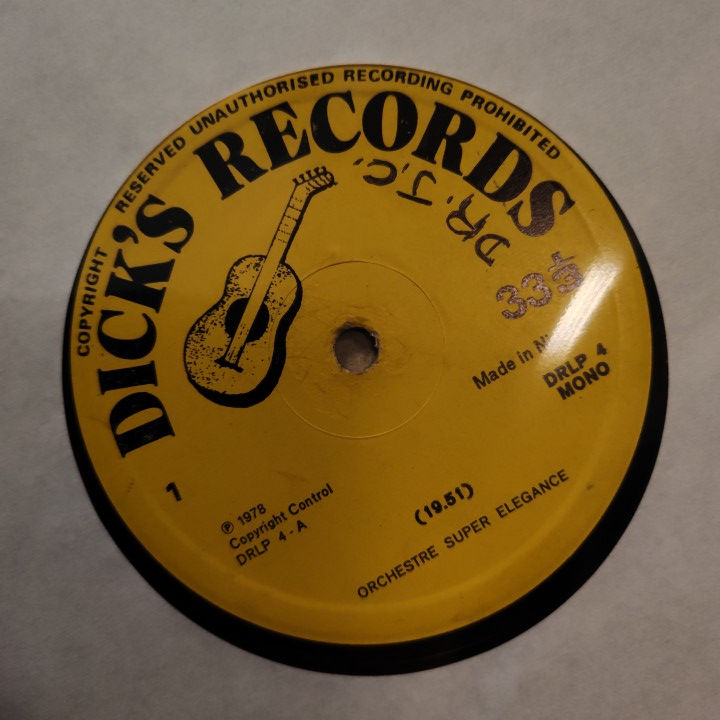 COPYRIGHT RESERVED UNAUTHORISED RECORDING PROHIBITED
DICK'S RECORDS
DR. J.C.
33⅓
Made in
DRLP 4
MONO
1
℗ 1978
Copyright Control
DRLP 4-A
(19.51)
ORCHESTRE SUPER ELEGANCE